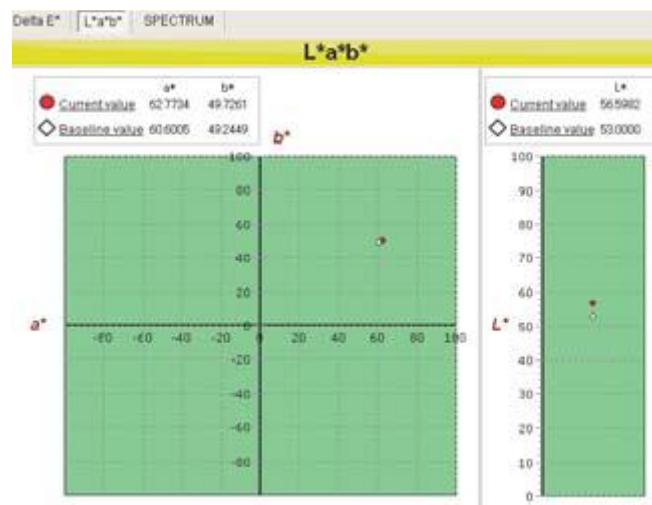 Delta E* L*a*b* SPECTRUM
L*a*b*
a* b*
Current value 62.7734 49.7261
Baseline value 60.6005 49.2449
L*
Current value 56.5982
Baseline value 53.0000
b*
100
80
60
40
20
0
-20
-40
-60
-80
a*
-80 -60 -40 -20 0 20 40 60 80 100
L*
100
90
80
70
60
50
40
30
20
10
0